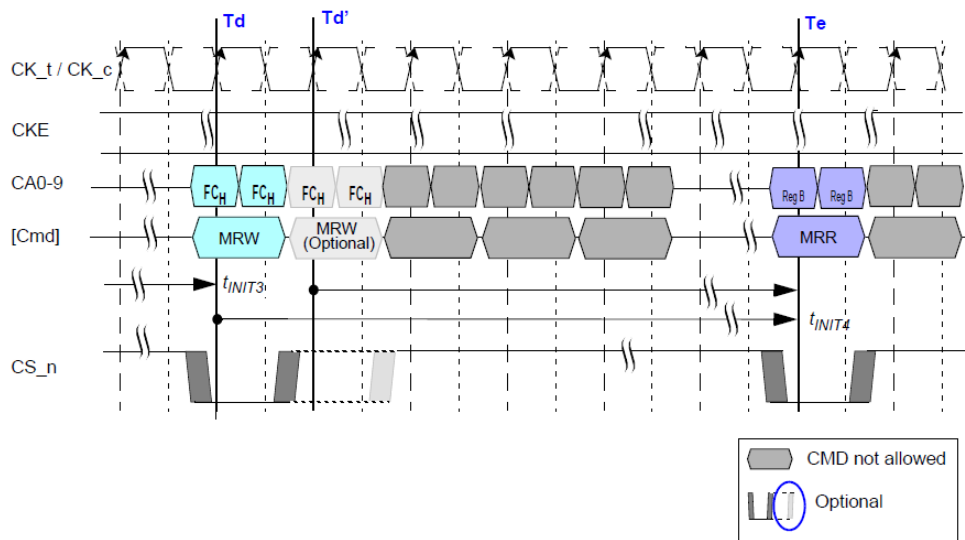 Td Td’ Te
CK_t / CK_c
CKE
CA0-9 FCH FCH FCH FCH Reg B Reg B
[Cmd] MRW MRW (Optional) MRR
tINIT3
tINIT4
CS_n
CMD not allowed
Optional